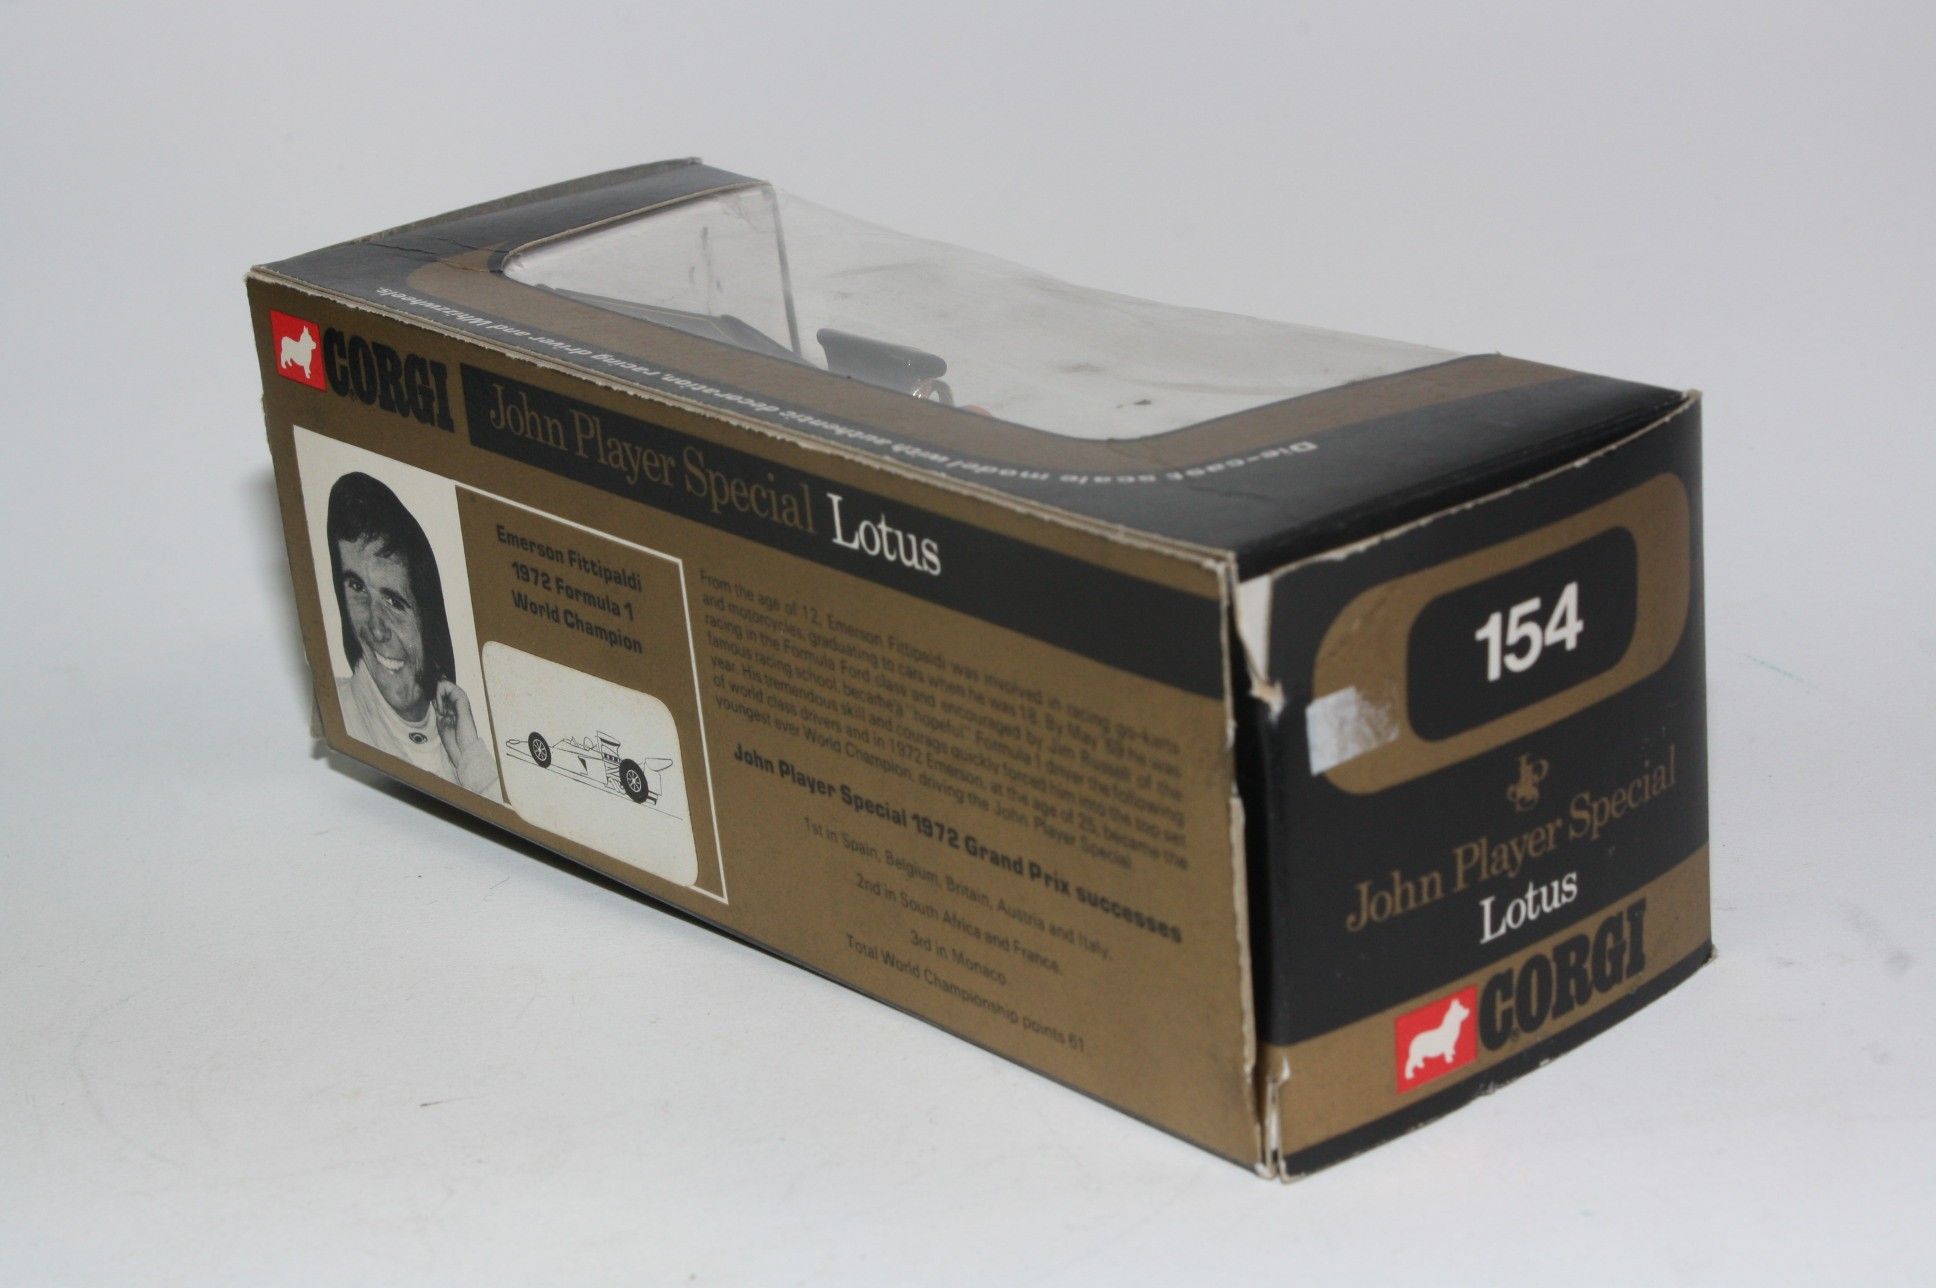 CORGI
John Player Special Lotus
Emerson Fittipaldi
1972 Formula 1
World Champion
From the age of 12, Emerson Fittipaldi was involved in racing go-karts
and motorcycles, graduating to cars when he was 18. By May '69 he was
racing in the Formula Ford class and encouraged by Jim Russell of the
famous racing school, became a "hopeful" Formula 1 driver the following
year. His tremendous skill and courage quickly forced him into the top set
of world class drivers and in 1972 Emerson, at the age of 25, became the
youngest ever World Champion, driving the John Player Special.
John Player Special 1972 Grand Prix successes
1st in Spain, Belgium, Britain, Austria and Italy.
2nd in South Africa and France.
3rd in Monaco.
Total World Championship points 61
Die-cast scale model with authentic decoration, racing driver and Whizzwheels.
154
JPS
John Player Special
Lotus
CORGI